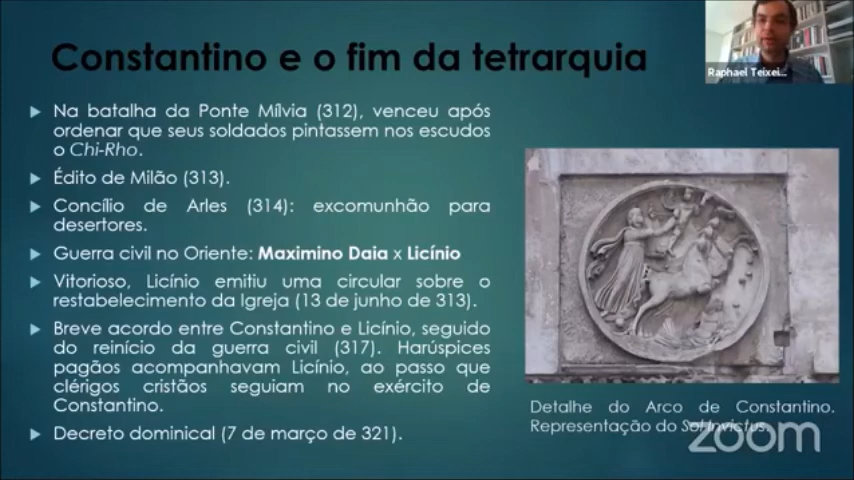 Constantino e o fim da tetrarquia
Raphael Teixei...
Na batalha da Ponte Mílvia (312), venceu após
ordenar que seus soldados pintassem nos escudos
o Chi-Rho.
Édito de Milão (313).
Concílio de Arles (314): excomunhão para
desertores.
Guerra civil no Oriente: Maximino Daia x Licínio
Vitorioso, Licínio emitiu uma circular sobre o
restabelecimento da Igreja (13 de junho de 313).
Breve acordo entre Constantino e Licínio, seguido
do reinício da guerra civil (317). Harúspices
pagãos acompanhavam Licínio, ao passo que
clérigos cristãos seguiam no exército de
Constantino.
Decreto dominical (7 de março de 321).
Detalhe do Arco de Constantino.
Representação do Sol Invictus.
zoom